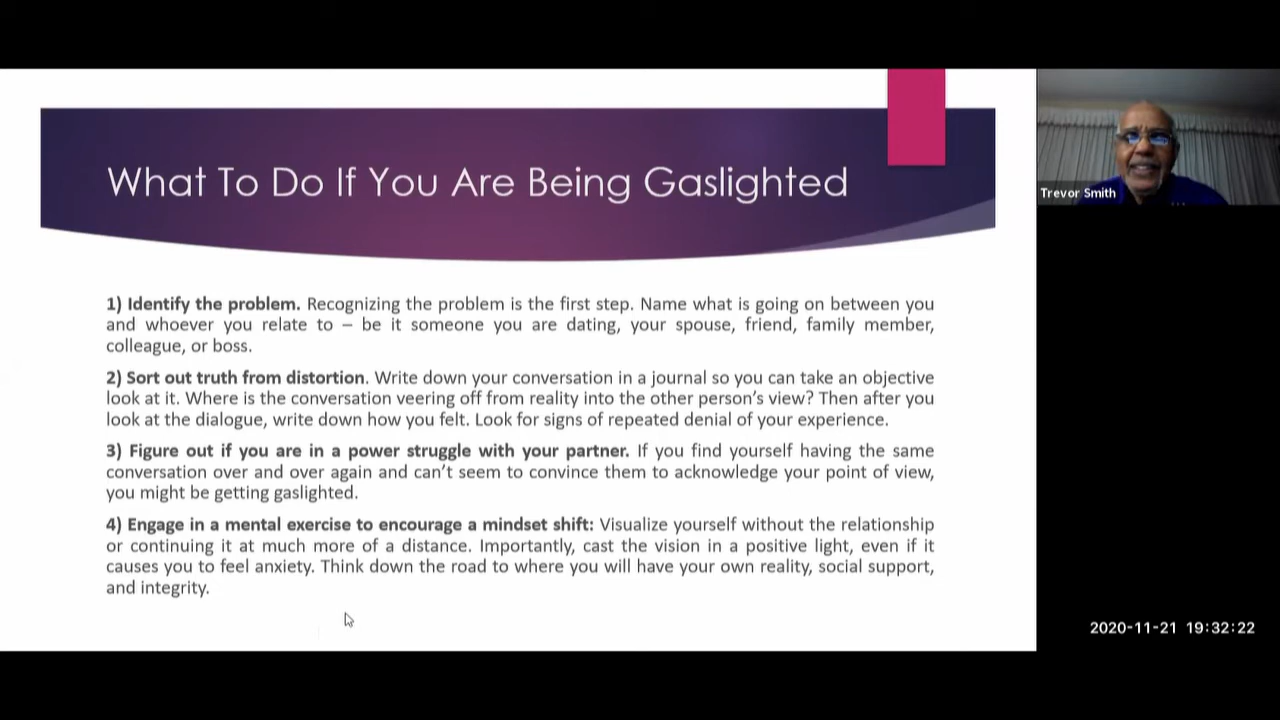 What To Do If You Are Being Gaslighted
1) Identify the problem. Recognizing the problem is the first step. Name what is going on between you
and whoever you relate to – be it someone you are dating, your spouse, friend, family member,
colleague, or boss.
2) Sort out truth from distortion. Write down your conversation in a journal so you can take an objective
look at it. Where is the conversation veering off from reality into the other person’s view? Then after you
look at the dialogue, write down how you felt. Look for signs of repeated denial of your experience.
3) Figure out if you are in a power struggle with your partner. If you find yourself having the same
conversation over and over again and can’t seem to convince them to acknowledge your point of view,
you might be getting gaslighted.
4) Engage in a mental exercise to encourage a mindset shift: Visualize yourself without the relationship
or continuing it at much more of a distance. Importantly, cast the vision in a positive light, even if it
causes you to feel anxiety. Think down the road to where you will have your own reality, social support,
and integrity.
Trevor Smith
2020-11-21 19:32:22